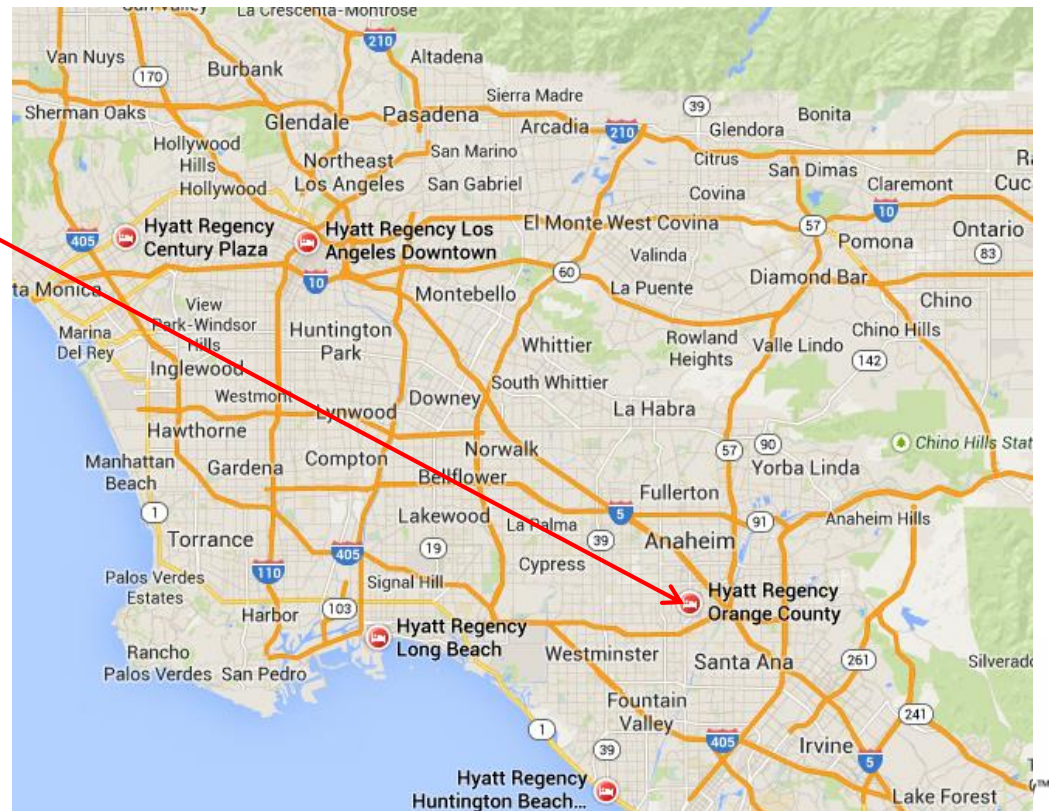 La Crescenta-Montrose
210
Van Nuys
Altadena
170
Burbank
Sierra Madre
Sherman Oaks
Glendale
Pasadena
Arcadia
210
39
Glendora
Bonita
Hollywood
Hills
Northeast
Los Angeles
San Marino
Citrus
San Dimas
Hollywood
San Gabriel
Covina
Claremont
Cuc
10
El Monte
West Covina
57
405
Hyatt Regency
Century Plaza
Hyatt Regency Los
Angeles Downtown
Pomona
Ontario
83
Valinda
60
10
ta Monica
Montebello
La Puente
Diamond Bar
Chino
View
Park-Windsor
Hills
Marina
Del Rey
Huntington
Park
Whittier
Rowland
Heights
Valle Lindo
Chino Hills
142
Inglewood
South Whittier
Westmont
Lynwood
Downey
La Habra
Hawthorne
Norwalk
57
90
Chino Hills Stat
Manhattan
Beach
Gardena
Compton
Bellflower
Yorba Linda
Fullerton
1
Lakewood
La Palma
5
91
Anaheim Hills
Torrance
19
39
Anaheim
405
Cypress
110
Signal Hill
Palos Verdes
Estates
103
Harbor
Hyatt Regency
Orange County
Hyatt Regency
Long Beach
Rancho
Palos Verdes
San Pedro
Westminster
Santa Ana
261
Silverado
Fountain
Valley
241
1
39
405
Irvine
5
Hyatt Regency
Huntington Beach...
Lake Forest